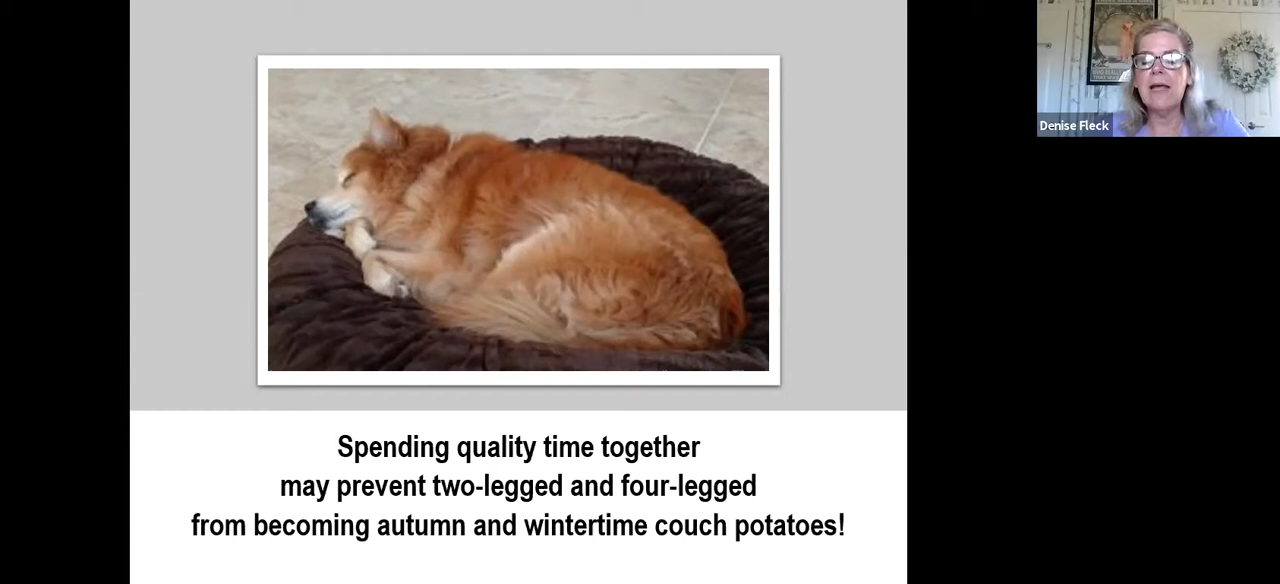 Spending quality time together
may prevent two-legged and four-legged
from becoming autumn and wintertime couch potatoes!
Denise Fleck